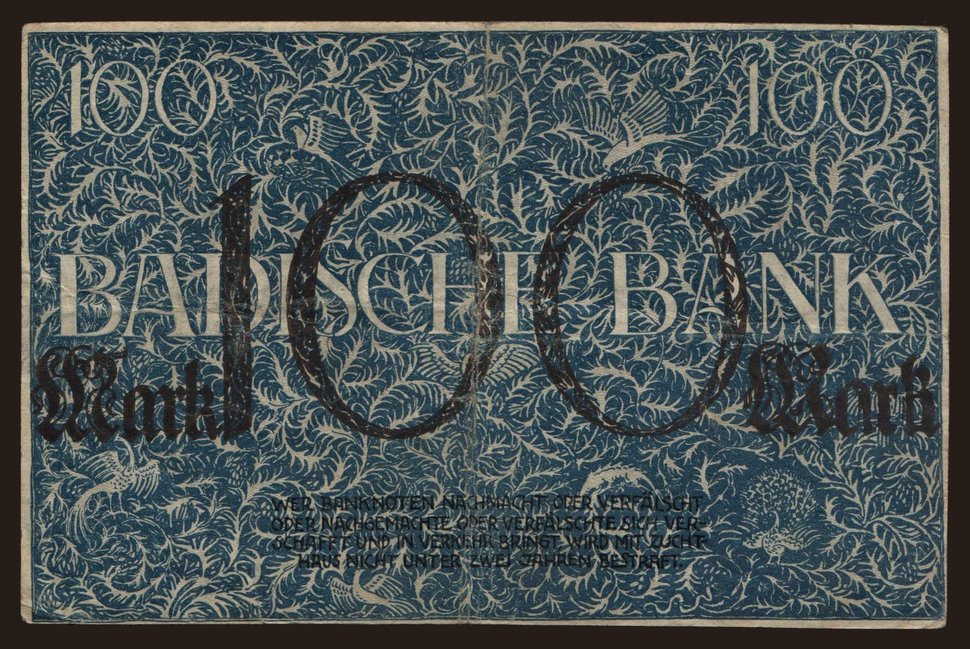 100 100
100
BADISCHE BANK
Mark Mark
WER BANKNOTEN NACHMACHT ODER VERFÄLSCHT
ODER NACHGEMACHTE ODER VERFÄLSCHTE SICH VER-
SCHAFFT UND IN VERKEHR BRINGT WIRD MIT ZUCHT-
HAUS NICHT UNTER ZWEI JAHREN BESTRAFT.